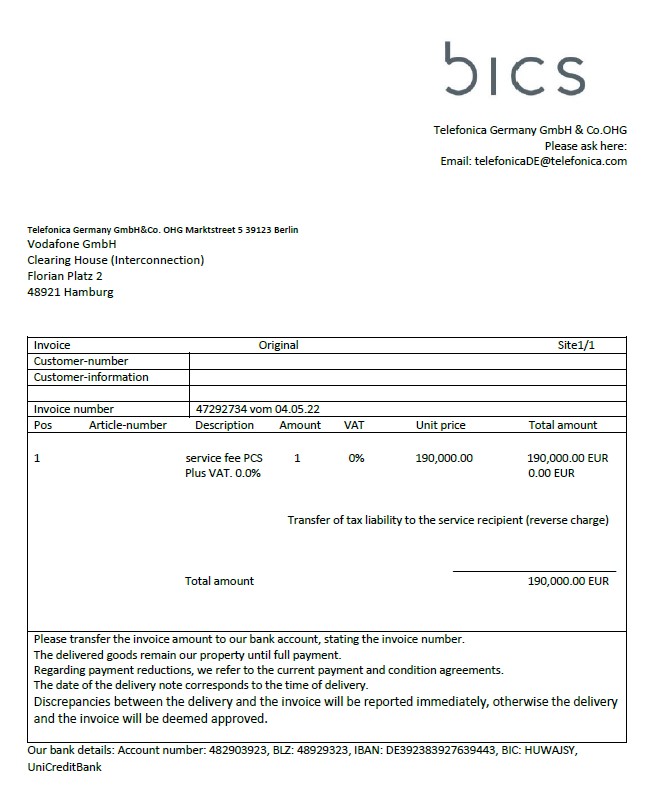 bics
Telefonica Germany GmbH & Co.OHG
Please ask here:
Email: telefonicaDE@telefonica.com
Telefonica Germany GmbH&Co. OHG Marktstreet 5 39123 Berlin
Vodafone GmbH
Clearing House (Interconnection)
Florian Platz 2
48921 Hamburg
Invoice Original Site1/1
Customer-number
Customer-information
Invoice number 47292734 vom 04.05.22
Pos Article-number Description Amount VAT Unit price Total amount
1 service fee PCS 1 0% 190,000.00 190,000.00 EUR
Plus VAT. 0.0% 0.00 EUR
Transfer of tax liability to the service recipient (reverse charge)
Total amount 190,000.00 EUR
Please transfer the invoice amount to our bank account, stating the invoice number.
The delivered goods remain our property until full payment.
Regarding payment reductions, we refer to the current payment and condition agreements.
The date of the delivery note corresponds to the time of delivery.
Discrepancies between the delivery and the invoice will be reported immediately, otherwise the delivery
and the invoice will be deemed approved.
Our bank details: Account number: 482903923, BLZ: 48929323, IBAN: DE392383927639443, BIC: HUWAJSY,
UniCreditBank